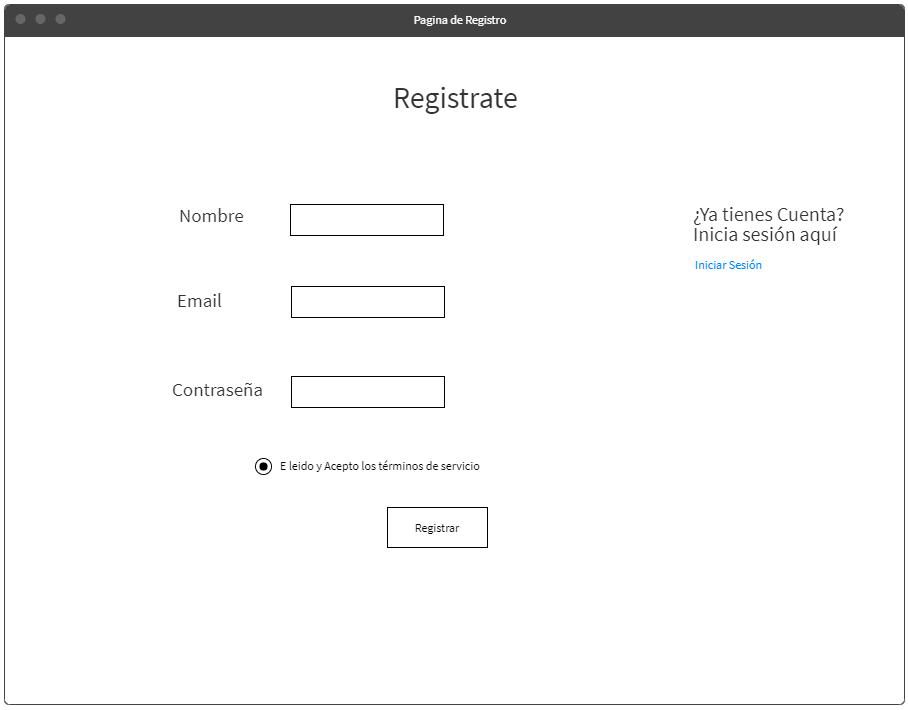 Pagina de Registro
Registrate
Nombre
¿Ya tienes Cuenta?
Inicia sesión aquí
Iniciar Sesión
Email
Contraseña
E leido y Acepto los términos de servicio
Registrar